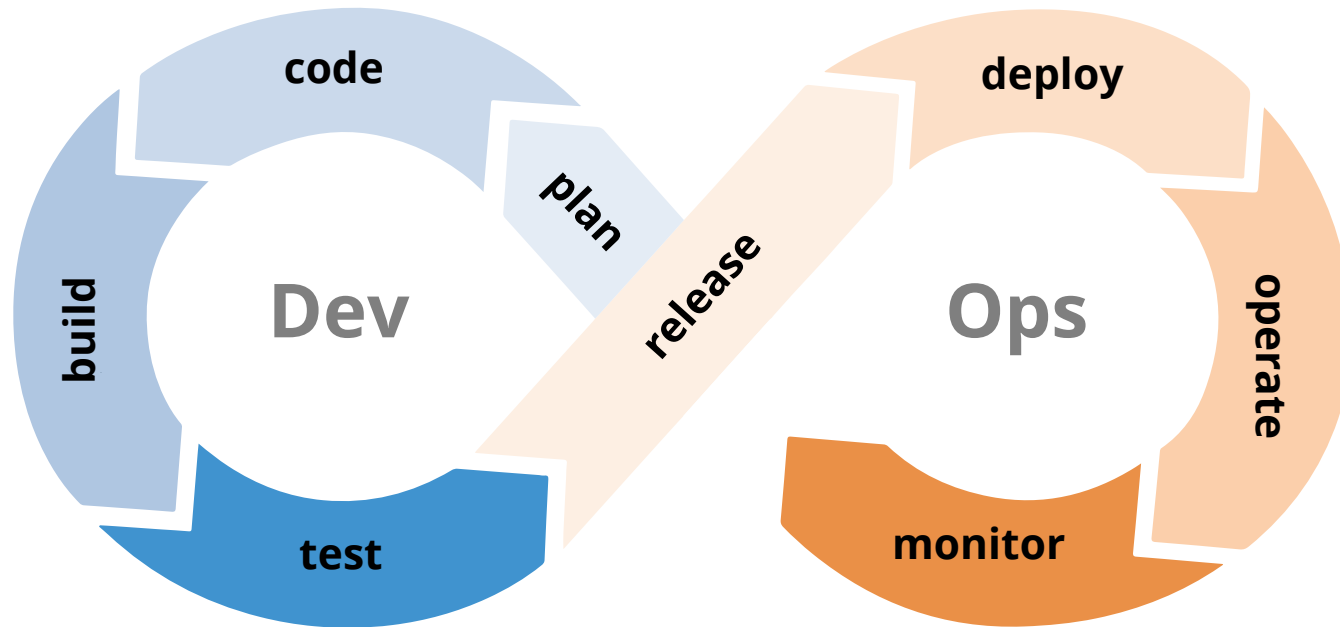 code
deploy
plan
release
build
Dev
Ops
operate
test
monitor